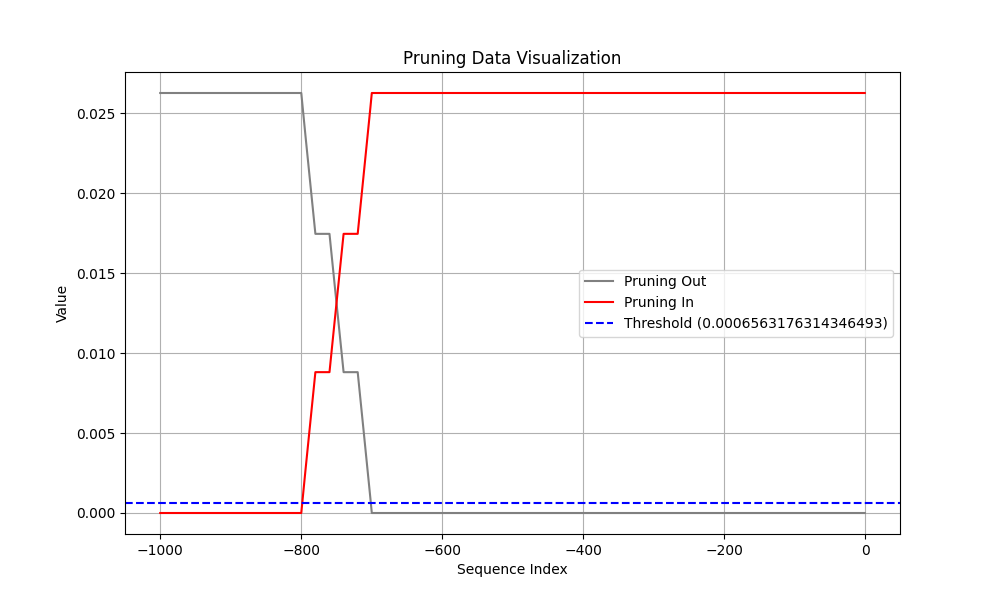 Pruning Data Visualization
0.025
0.020
0.015
0.010
0.005
0.000
Value
Pruning Out
Pruning In
Threshold (0.0006563176314346493)
−1000
−800
−600
−400
−200
0
Sequence Index